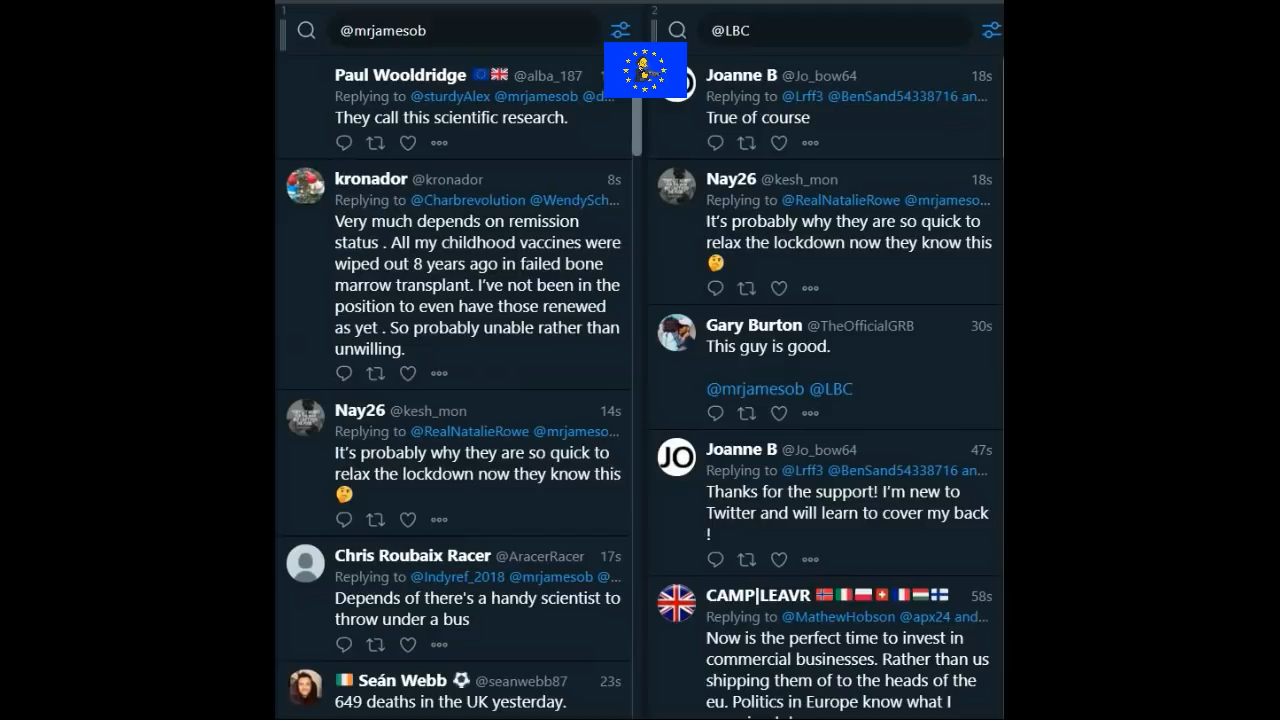 1
@mrjamesob
Paul Wooldridge @alba_187
Replying to @sturdyAlex @mrjamesob @d...
They call this scientific research.
kronador @kronador 8s
Replying to @Charbrevolution @WendySch...
Very much depends on remission
status . All my childhood vaccines were
wiped out 8 years ago in failed bone
marrow transplant. I've not been in the
position to even have those renewed
as yet . So probably unable rather than
unwilling.
Nay26 @kesh_mon 14s
Replying to @RealNatalieRowe @mrjameso...
It's probably why they are so quick to
relax the lockdown now they know this
🤔
Chris Roubaix Racer @AracerRacer 17s
Replying to @Indyref_2018 @mrjamesob @...
Depends of there's a handy scientist to
throw under a bus
Seán Webb @seanwebb87 23s
649 deaths in the UK yesterday.
2
@LBC
Joanne B @Jo_bow64 18s
Replying to @Lrff3 @BenSand54338716 an...
True of course
Nay26 @kesh_mon 18s
Replying to @RealNatalieRowe @mrjameso...
It's probably why they are so quick to
relax the lockdown now they know this
🤔
Gary Burton @TheOfficialGRB 30s
This guy is good.
@mrjamesob @LBC
JO
Joanne B @Jo_bow64 47s
Replying to @Lrff3 @BenSand54338716 an...
Thanks for the support! I'm new to
Twitter and will learn to cover my back
!
CAMP|LEAVR 58s
Replying to @MathewHobson @apx24 and...
Now is the perfect time to invest in
commercial businesses. Rather than us
shipping them of to the heads of the
eu. Politics in Europe know what I